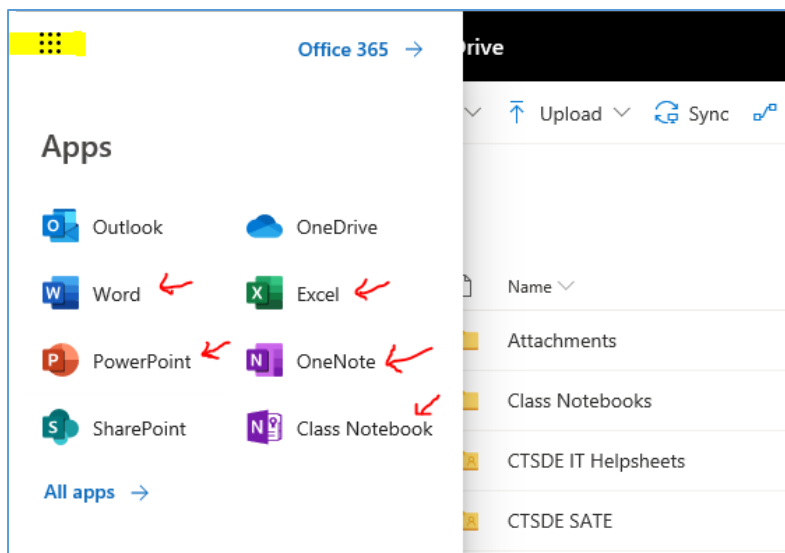 Office 365 →
Apps
Outlook
OneDrive
Word
Excel
PowerPoint
OneNote
SharePoint
Class Notebook
All apps →
Upload
Sync
Name
Attachments
Class Notebooks
CTSDE IT Helpsheets
CTSDE SATE